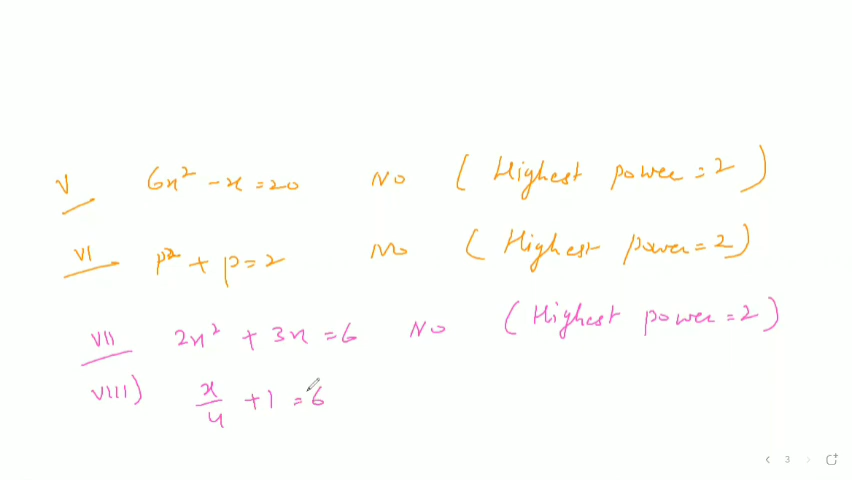 V 6x² - x = 20 No (Highest power = 2)
VI p² + p = 2 No (Highest power = 2)
VII 2x² + 3x = 6 No (Highest power = 2)
VIII) x/4 + 1 = 6
3